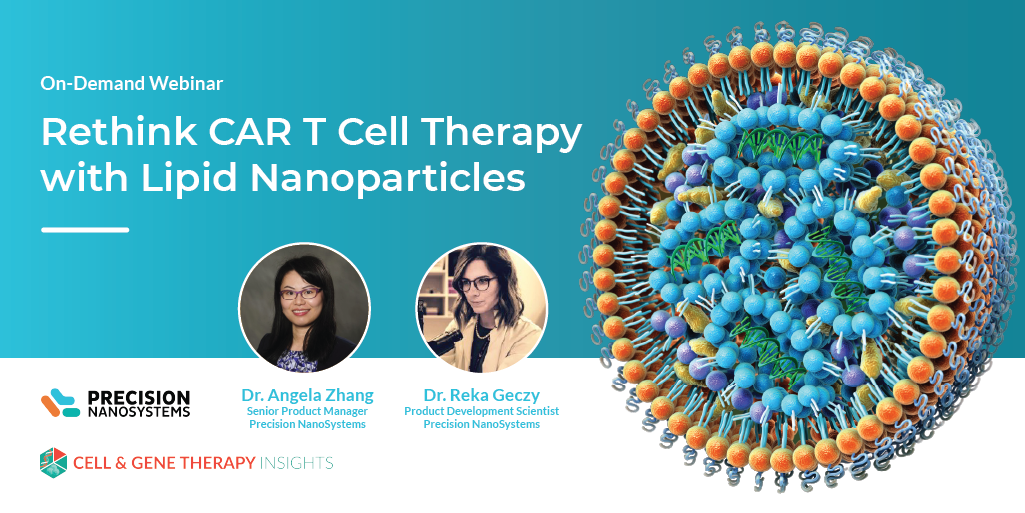 On-Demand Webinar
Rethink CAR T Cell Therapy
with Lipid Nanoparticles
PRECISION
NANOSYSTEMS
Dr. Angela Zhang
Senior Product Manager
Precision NanoSystems
Dr. Reka Geczy
Product Development Scientist
Precision NanoSystems
CELL & GENE THERAPY INSIGHTS